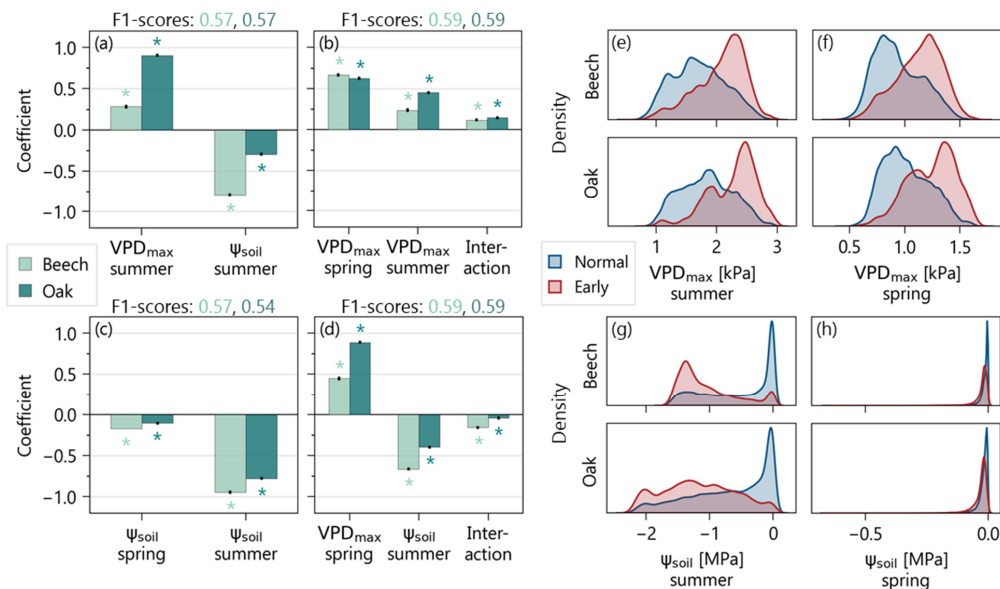 F1-scores: 0.57, 0.57
F1-scores: 0.59, 0.59
(a)
(b)
(e)
(f)
1.0
0.5
0.0
−0.5
−1.0
Coefficient
*
*
*
*
*
*
*
*
*
*
VPDmax
summer
Ψsoil
summer
VPDmax
spring
VPDmax
summer
Inter-
action
Beech
Oak
Density
Beech
Oak
1
2
3
VPDmax [kPa]
summer
0.5
1.0
1.5
VPDmax [kPa]
spring
Normal
Early
F1-scores: 0.57, 0.54
F1-scores: 0.59, 0.59
(c)
(d)
(g)
(h)
1.0
0.5
0.0
−0.5
−1.0
Coefficient
*
*
*
*
*
*
*
*
*
*
Ψsoil
spring
Ψsoil
summer
VPDmax
spring
Ψsoil
summer
Inter-
action
Density
Beech
Oak
−2
−1
0
Ψsoil [MPa]
summer
−0.5
0.0
Ψsoil [MPa]
spring